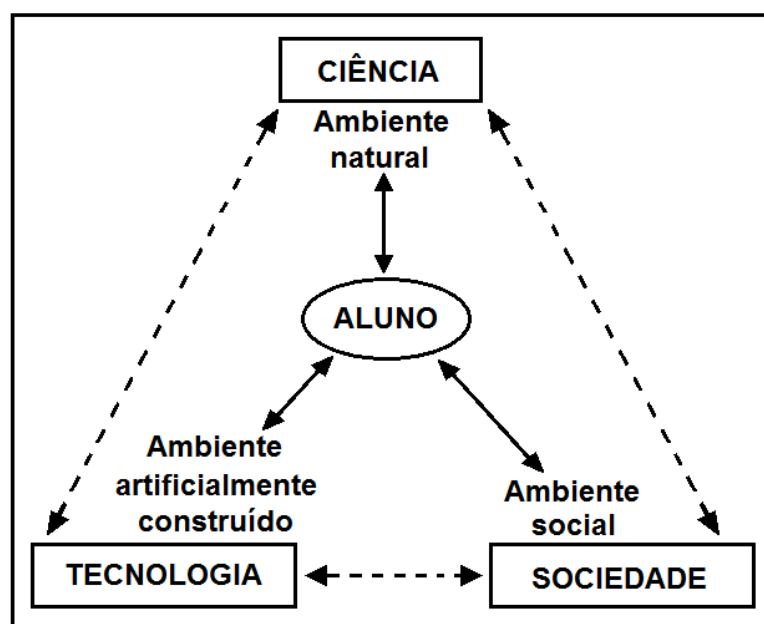 CIÊNCIA
Ambiente
natural
ALUNO
Ambiente
artificialmente
construído
Ambiente
social
TECNOLOGIA
SOCIEDADE